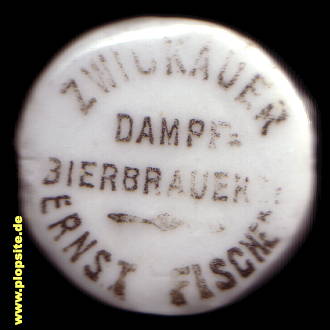 ZWICKAUER
DAMPF=
BIERBRAUEREI
ERNST FISCHER
www.plopsite.de